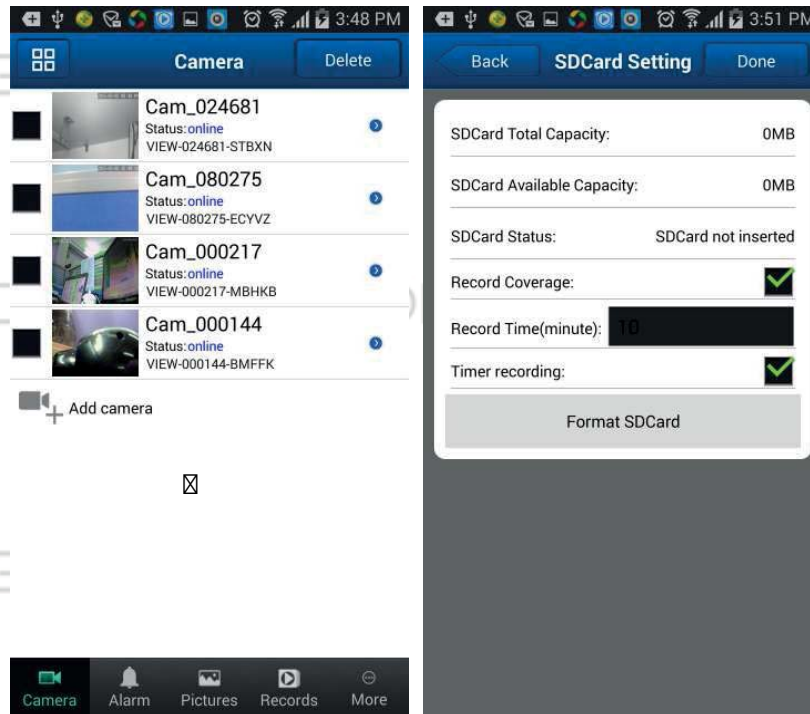 3:48 PM
Camera
Delete
Cam_024681
Status:online
VIEW-024681-STBXN
Cam_080275
Status:online
VIEW-080275-ECYVZ
Cam_000217
Status:online
VIEW-000217-MBHKB
Cam_000144
Status:online
VIEW-000144-BMFFK
Add camera
Camera
Alarm
Pictures
Records
More
3:51 PM
Back
SDCard Setting
Done
SDCard Total Capacity: 0MB
SDCard Available Capacity: 0MB
SDCard Status: SDCard not inserted
Record Coverage:
Record Time(minute): 10
Timer recording:
Format SDCard